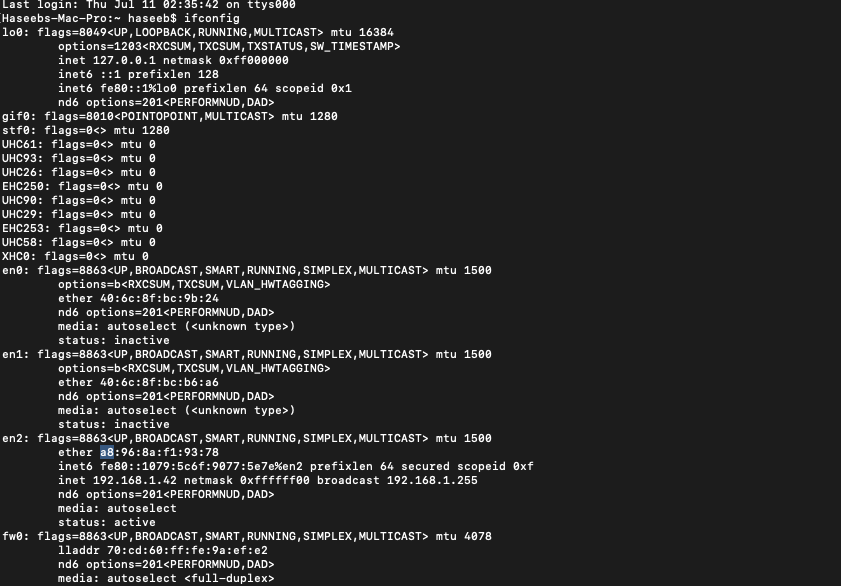 Last login: Thu Jul 11 02:35:42 on ttys000
[Haseebs-Mac-Pro:~ haseeb$ ifconfig
lo0: flags=8049<UP,LOOPBACK,RUNNING,MULTICAST> mtu 16384
options=1203<RXCSUM,TXCSUM,TXSTATUS,SW_TIMESTAMP>
inet 127.0.0.1 netmask 0xff000000
inet6 ::1 prefixlen 128
inet6 fe80::1%lo0 prefixlen 64 scopeid 0x1
nd6 options=201<PERFORMNUD,DAD>
gif0: flags=8010<POINTOPOINT,MULTICAST> mtu 1280
stf0: flags=0<> mtu 1280
UHC61: flags=0<> mtu 0
UHC93: flags=0<> mtu 0
UHC26: flags=0<> mtu 0
EHC250: flags=0<> mtu 0
UHC90: flags=0<> mtu 0
UHC29: flags=0<> mtu 0
EHC253: flags=0<> mtu 0
UHC58: flags=0<> mtu 0
XHC0: flags=0<> mtu 0
en0: flags=8863<UP,BROADCAST,SMART,RUNNING,SIMPLEX,MULTICAST> mtu 1500
options=b<RXCSUM,TXCSUM,VLAN_HWTAGGING>
ether 40:6c:8f:bc:9b:24
nd6 options=201<PERFORMNUD,DAD>
media: autoselect (<unknown type>)
status: inactive
en1: flags=8863<UP,BROADCAST,SMART,RUNNING,SIMPLEX,MULTICAST> mtu 1500
options=b<RXCSUM,TXCSUM,VLAN_HWTAGGING>
ether 40:6c:8f:bc:b6:a6
nd6 options=201<PERFORMNUD,DAD>
media: autoselect (<unknown type>)
status: inactive
en2: flags=8863<UP,BROADCAST,SMART,RUNNING,SIMPLEX,MULTICAST> mtu 1500
ether a8:96:8a:f1:93:78
inet6 fe80::1079:5c6f:9077:5e7e%en2 prefixlen 64 secured scopeid 0xf
inet 192.168.1.42 netmask 0xffffff00 broadcast 192.168.1.255
nd6 options=201<PERFORMNUD,DAD>
media: autoselect
status: active
fw0: flags=8863<UP,BROADCAST,SMART,RUNNING,SIMPLEX,MULTICAST> mtu 4078
lladdr 70:cd:60:ff:fe:9a:ef:e2
nd6 options=201<PERFORMNUD,DAD>
media: autoselect <full-duplex>